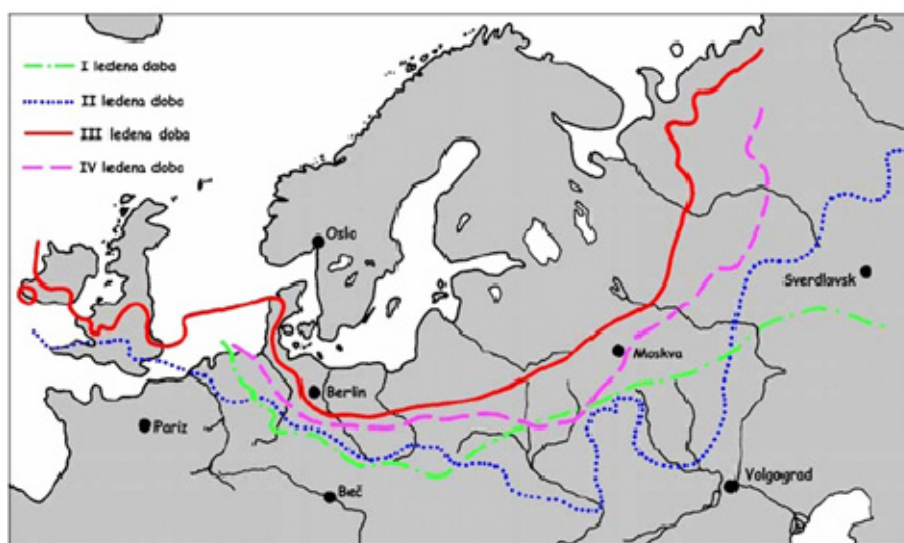 I ledena doba
II ledena doba
III ledena doba
IV ledena doba
Oslo
Sverdlovsk
Moskva
Berlin
Pariz
Beč
Volgograd